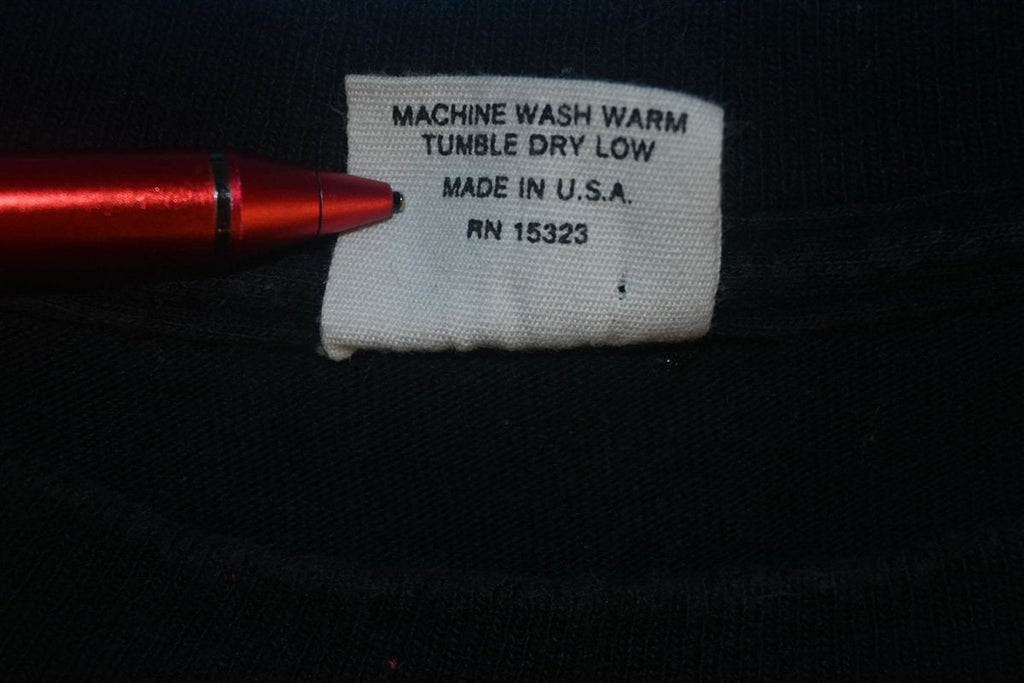 MACHINE WASH WARM
TUMBLE DRY LOW
MADE IN U.S.A.
RN 15323